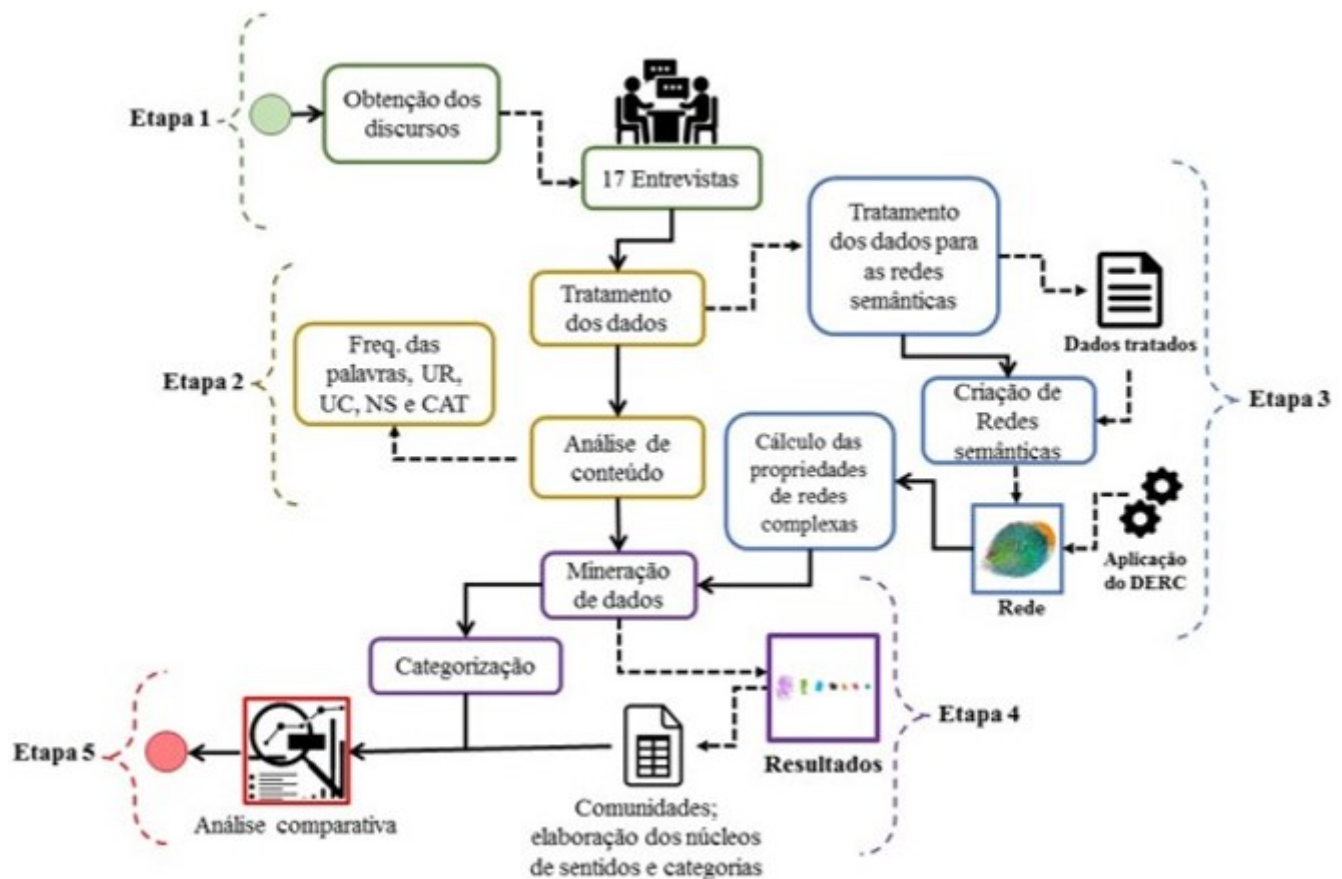 Etapa 1
Obtenção dos
discursos
17 Entrevistas
Tratamento
dos dados para
as redes
semânticas
Dados tratados
Tratamento
dos dados
Etapa 2
Freq. das
palavras, UR,
UC, NS e CAT
Análise de
conteúdo
Etapa 3
Criação de
Redes
semânticas
Cálculo das
propriedades
de redes
complexas
Rede
Aplicação
do DERC
Mineração
de dados
Categorização
Etapa 4
Resultados
Comunidades;
elaboração dos núcleos
de sentidos e categorias
Etapa 5
Análise comparativa